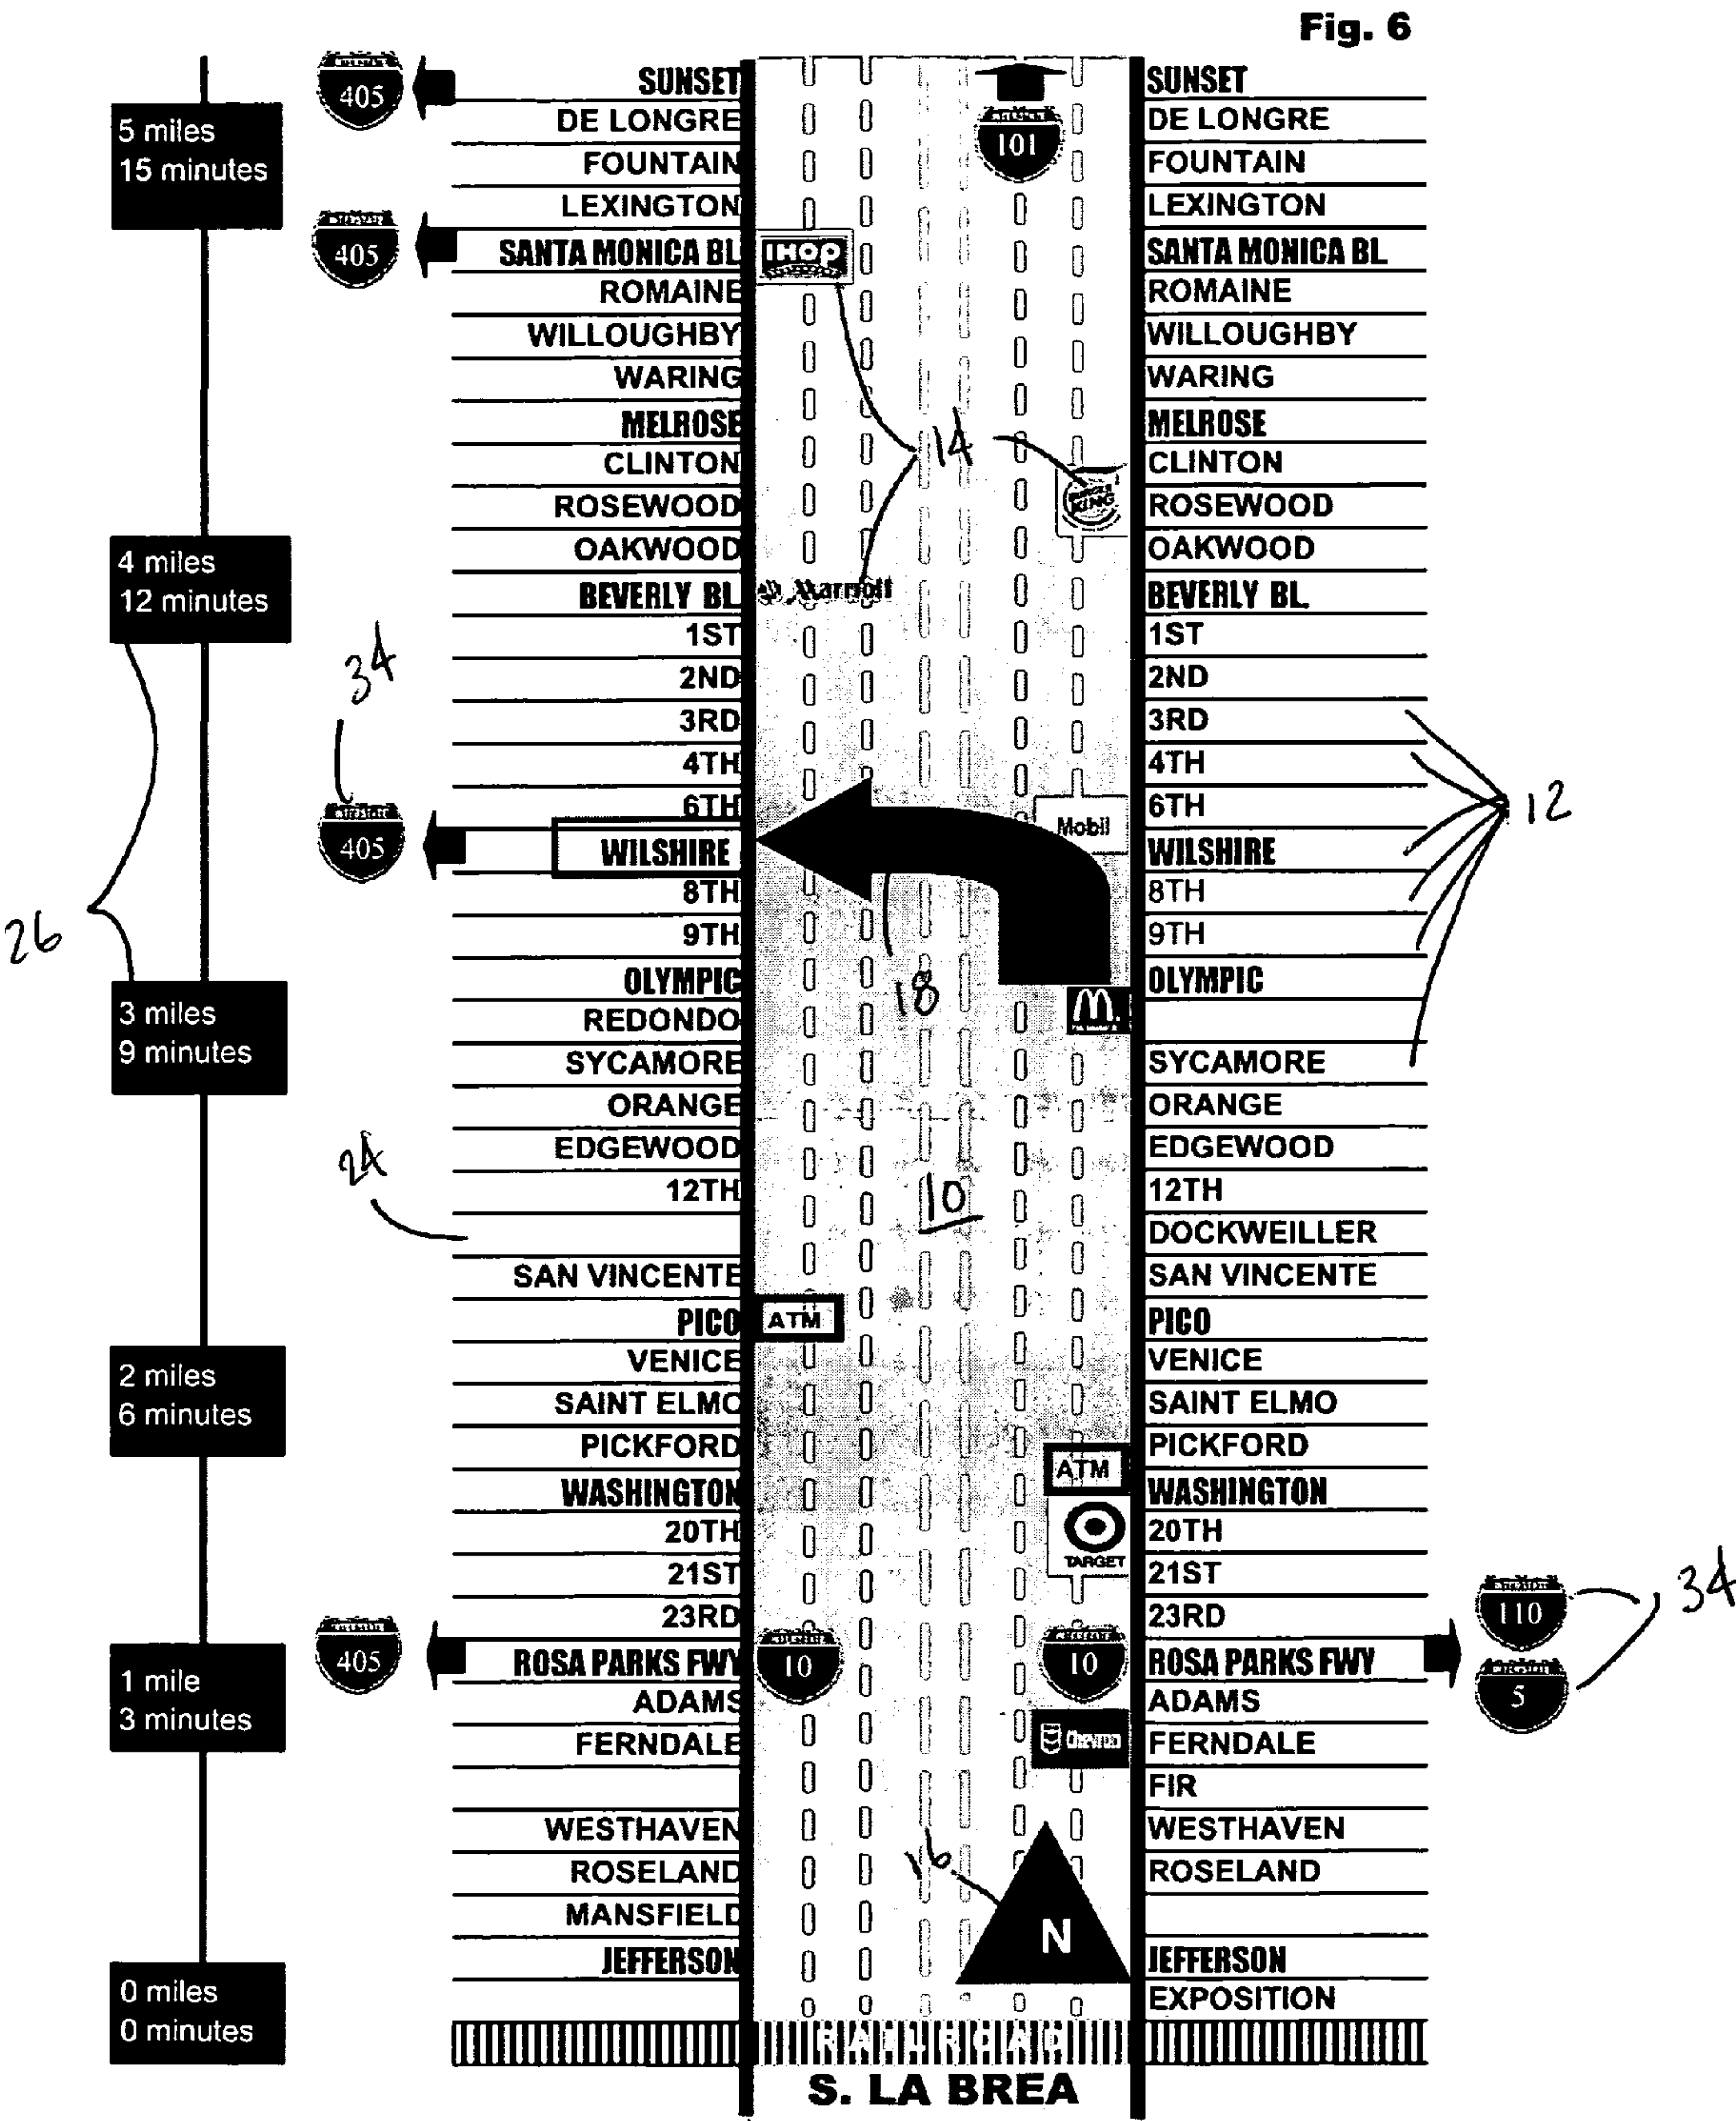 Fig. 6
405 SUNSET SUNSET
5 miles DE LONGRE 101 DE LONGRE
15 minutes FOUNTAIN FOUNTAIN
LEXINGTON LEXINGTON
405 SANTA MONICA BL IHOP SANTA MONICA BL
ROMAINE ROMAINE
WILLOUGHBY WILLOUGHBY
WARING WARING
MELROSE 14 MELROSE
CLINTON CLINTON
ROSEWOOD BURGER KING ROSEWOOD
4 miles OAKWOOD OAKWOOD
12 minutes BEVERLY BL Marriott BEVERLY BL
1ST 1ST
34 2ND 2ND
3RD 3RD
4TH 4TH
6TH Mobil 6TH 12
405 WILSHIRE WILSHIRE
8TH 8TH
26 9TH 9TH
OLYMPIC 18 OLYMPIC
3 miles REDONDO M
9 minutes SYCAMORE SYCAMORE
ORANGE ORANGE
EDGEWOOD EDGEWOOD
24 12TH 10 12TH
DOCKWEILLER
SAN VINCENTE SAN VINCENTE
PICO ATM PICO
2 miles VENICE VENICE
6 minutes SAINT ELMO SAINT ELMO
PICKFORD ATM PICKFORD
WASHINGTON WASHINGTON
20TH TARGET 20TH
21ST 21ST
23RD 23RD 110 34
405 ROSA PARKS FWY 10 10 ROSA PARKS FWY
1 mile ADAMS ADAMS 5
3 minutes FERNDALE Chevron FERNDALE
FIR
WESTHAVEN WESTHAVEN
ROSELAND 16 ROSELAND
MANSFIELD N
JEFFERSON JEFFERSON
0 miles EXPOSITION
0 minutes RAILROAD
S. LA BREA